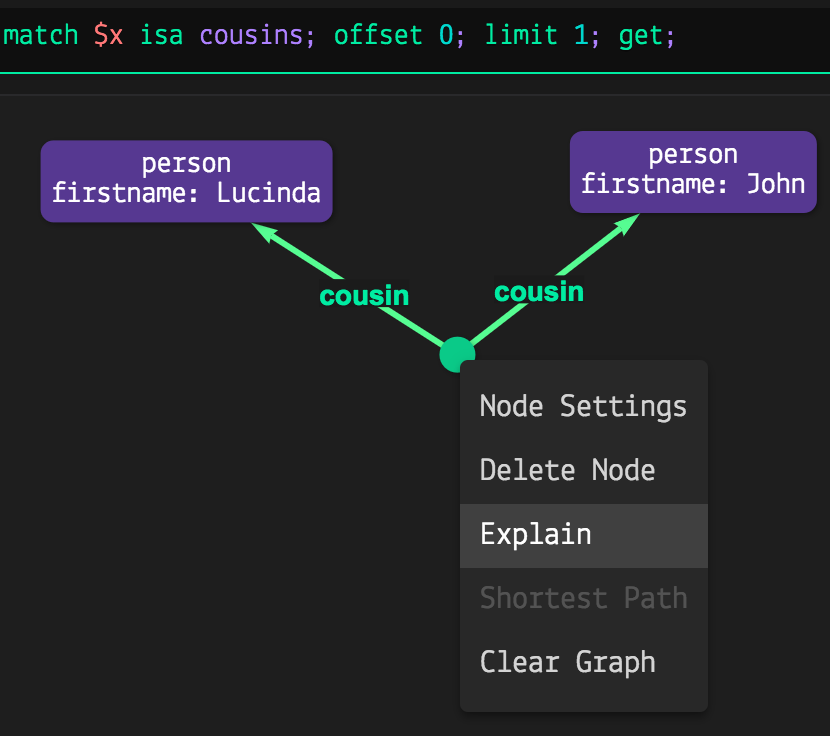 match $x isa cousins; offset 0; limit 1; get;
person
firstname: Lucinda
person
firstname: John
cousin
cousin
Node Settings
Delete Node
Explain
Shortest Path
Clear Graph